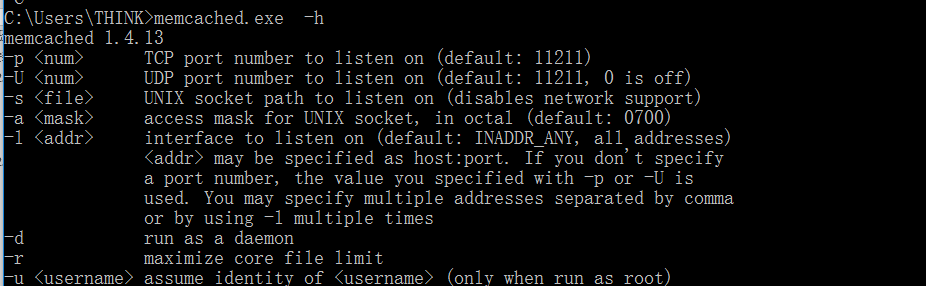 C:\Users\THINK>memcached.exe  -h
memcached 1.4.13
-p <num>      TCP port number to listen on (default: 11211)
-U <num>      UDP port number to listen on (default: 11211, 0 is off)
-s <file>     UNIX socket path to listen on (disables network support)
-a <mask>     access mask for UNIX socket, in octal (default: 0700)
-l <addr>     interface to listen on (default: INADDR_ANY, all addresses)
              <addr> may be specified as host:port. If you don't specify
              a port number, the value you specified with -p or -U is
              used. You may specify multiple addresses separated by comma
              or by using -l multiple times
-d            run as a daemon
-r            maximize core file limit
-u <username> assume identity of <username> (only when run as root)